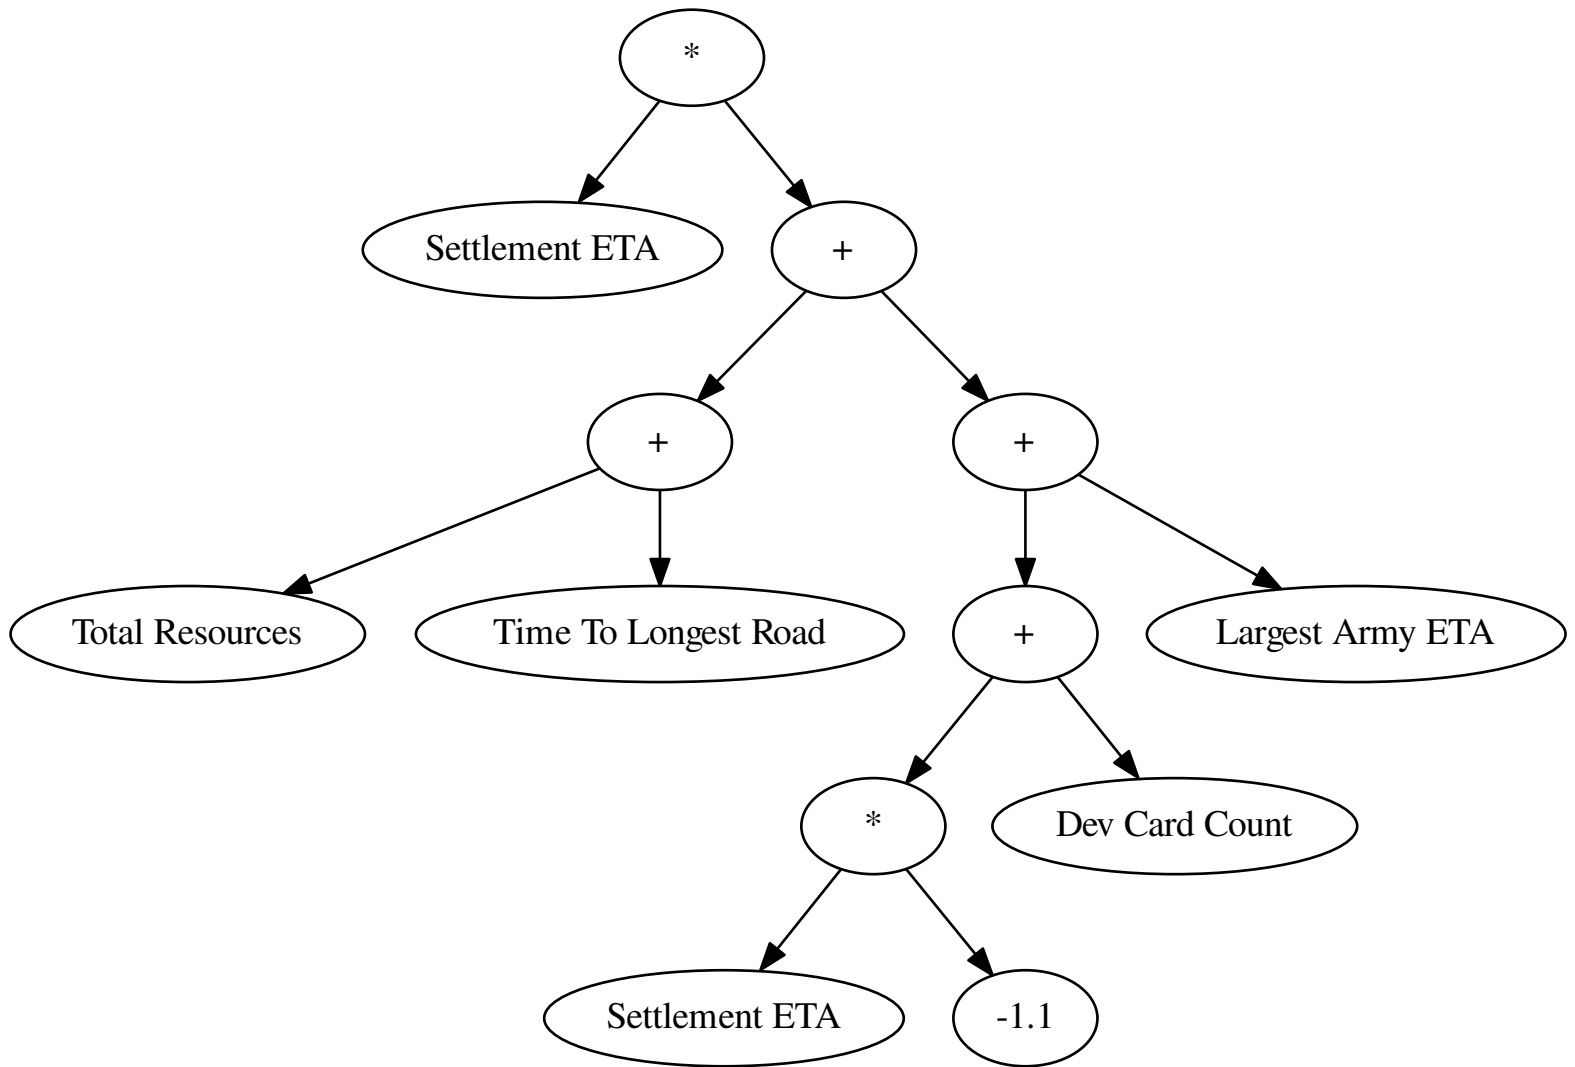 *
Settlement ETA
+
+
+
Total Resources
Time To Longest Road
+
Largest Army ETA
*
Dev Card Count
Settlement ETA
-1.1